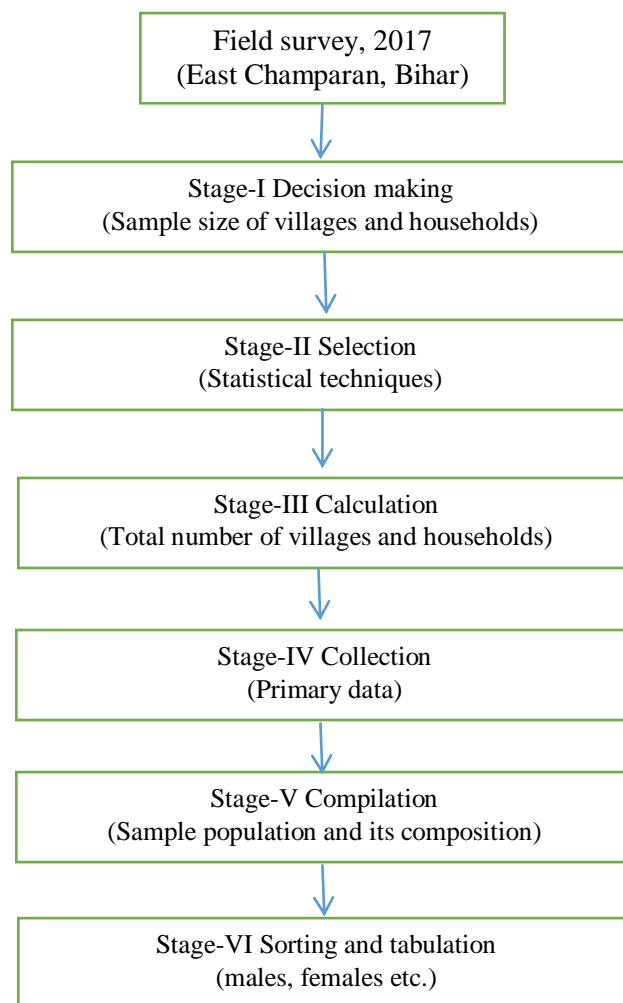 Field survey, 2017
(East Champaran, Bihar)
Stage-I Decision making
(Sample size of villages and households)
Stage-II Selection
(Statistical techniques)
Stage-III Calculation
(Total number of villages and households)
Stage-IV Collection
(Primary data)
Stage-V Compilation
(Sample population and its composition)
Stage-VI Sorting and tabulation
(males, females etc.)